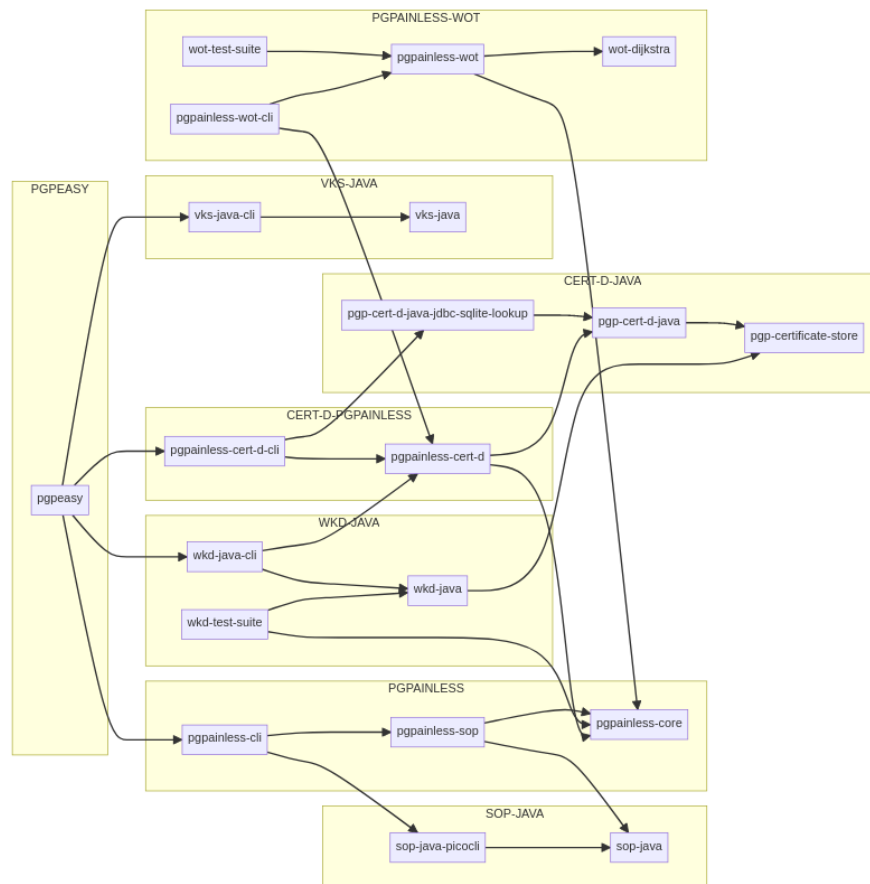 PGPAINLESS-WOT
wot-test-suite
pgpainless-wot
wot-dijkstra
pgpainless-wot-cli
PGPEASY
pgpeasy
VKS-JAVA
vks-java-cli
vks-java
CERT-D-JAVA
pgp-cert-d-java-jdbc-sqlite-lookup
pgp-cert-d-java
pgp-certificate-store
CERT-D-PGPAINLESS
pgpainless-cert-d-cli
pgpainless-cert-d
WKD-JAVA
wkd-java-cli
wkd-java
wkd-test-suite
PGPAINLESS
pgpainless-cli
pgpainless-sop
pgpainless-core
SOP-JAVA
sop-java-picocli
sop-java